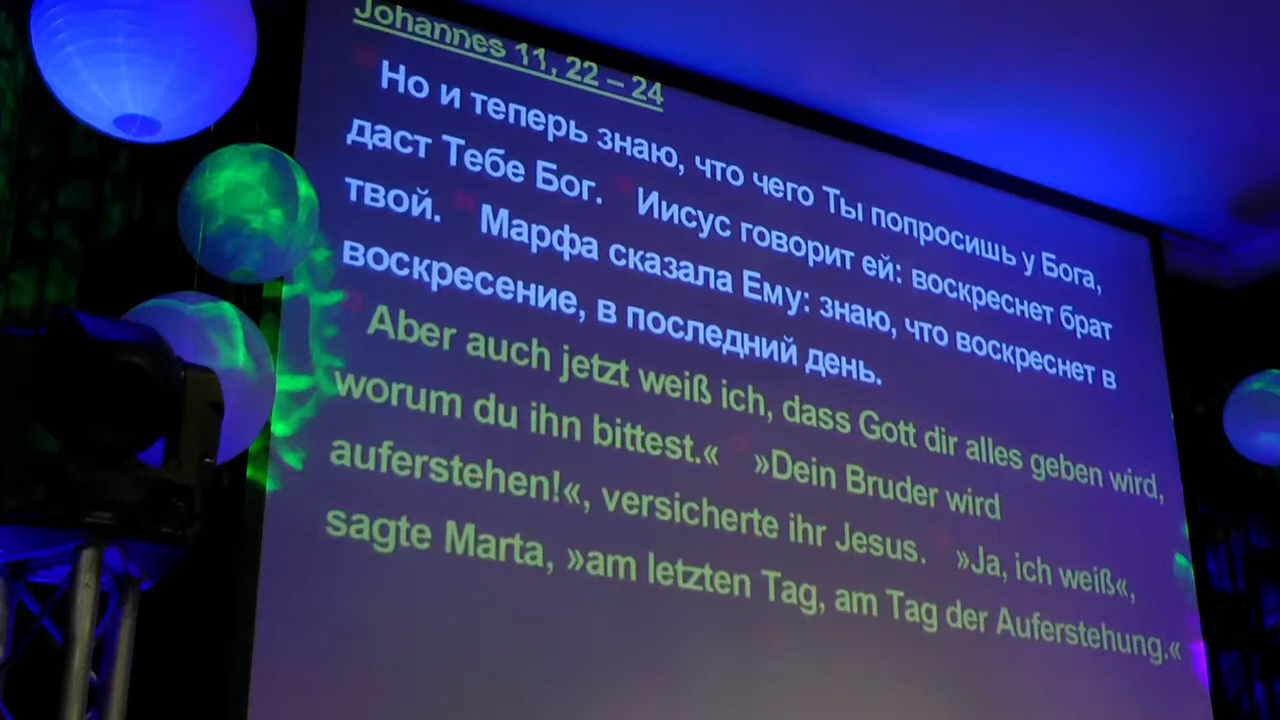 Johannes 11, 22 – 24
Но и теперь знаю, что чего Ты попросишь у Бога,
даст Тебе Бог. Иисус говорит ей: воскреснет брат
твой. Марфа сказала Ему: знаю, что воскреснет в
воскресение, в последний день.
Aber auch jetzt weiß ich, dass Gott dir alles geben wird,
worum du ihn bittest.« »Dein Bruder wird
auferstehen!«, versicherte ihr Jesus. »Ja, ich weiß«,
sagte Marta, »am letzten Tag, am Tag der Auferstehung.«